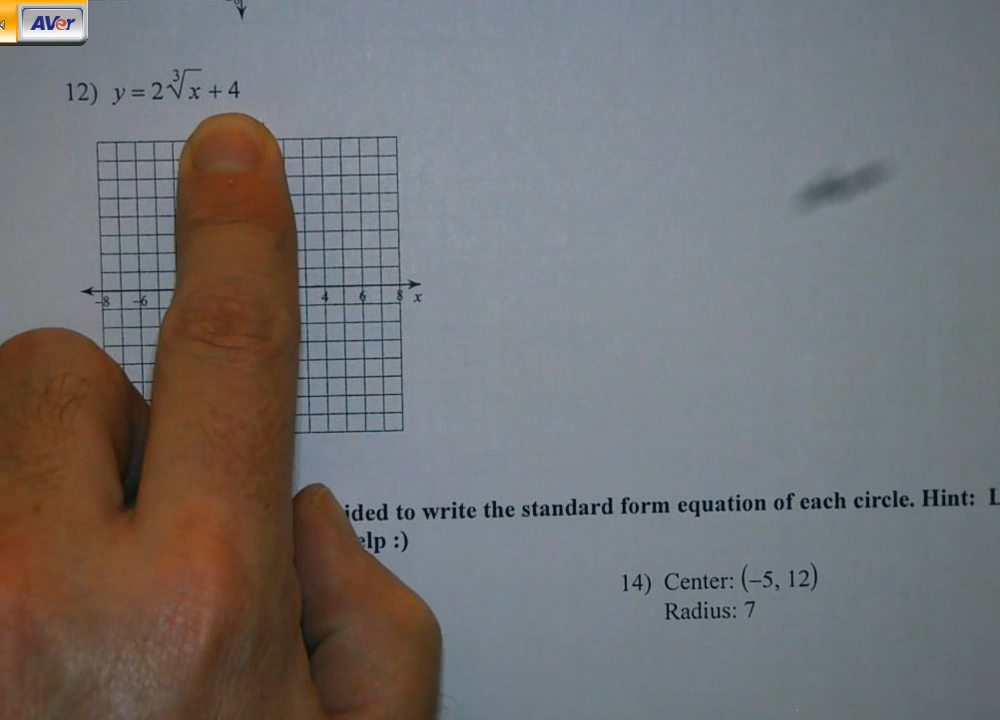 AVer
12) y = 2∛x + 4
-8 -6 4 6 8 x
ided to write the standard form equation of each circle. Hint: L
elp :)
14) Center: (–5, 12)
Radius: 7